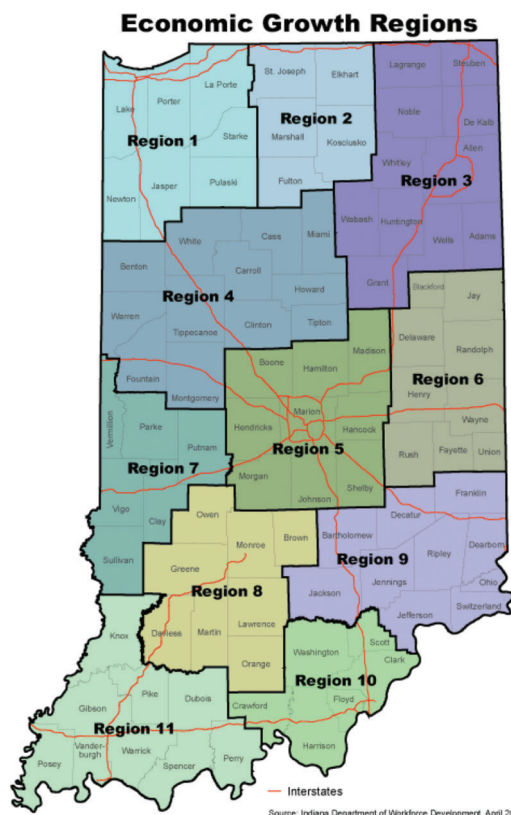 Economic Growth Regions
Lagrange
Steuben
St. Joseph
Elkhart
La Porte
Porter
Lake
Noble
De Kalb
Region 2
Region 1
Starke
Marshall
Kosciusko
Allen
Whitley
Region 3
Jasper
Pulaski
Fulton
Newton
Wabash
Huntington
Wells
Adams
White
Cass
Miami
Benton
Carroll
Grant
Blackford
Jay
Region 4
Howard
Warren
Tippecanoe
Clinton
Tipton
Delaware
Madison
Randolph
Boone
Hamilton
Fountain
Montgomery
Region 6
Henry
Vermillion
Parke
Marion
Hendricks
Hancock
Wayne
Putnam
Region 5
Rush
Fayette
Union
Region 7
Morgan
Shelby
Johnson
Franklin
Vigo
Clay
Owen
Decatur
Monroe
Brown
Bartholomew
Dearborn
Sullivan
Greene
Region 9
Ripley
Region 8
Jackson
Jennings
Ohio
Switzerland
Jefferson
Knox
Daviess
Martin
Lawrence
Orange
Washington
Scott
Clark
Region 10
Pike
Dubois
Gibson
Crawford
Floyd
Region 11
Harrison
Posey
Vander-
burgh
Warrick
Spencer
Perry
Interstates
Source: Indiana Department of Workforce Development, April